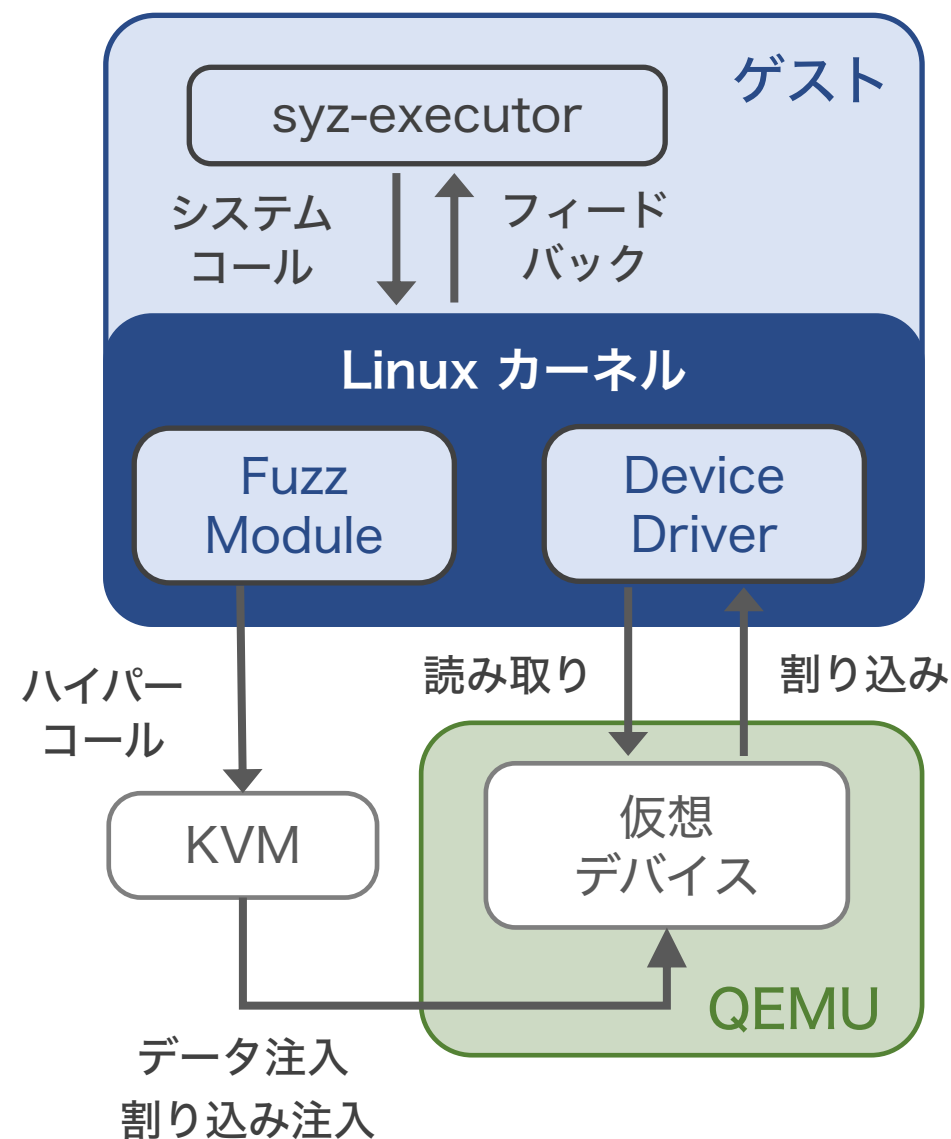 ゲスト
syz-executor
システム
コール
フィード
バック
Linux カーネル
Fuzz
Module
Device
Driver
ハイパー
コール
読み取り
割り込み
KVM
仮想
デバイス
QEMU
データ注入
割り込み注入